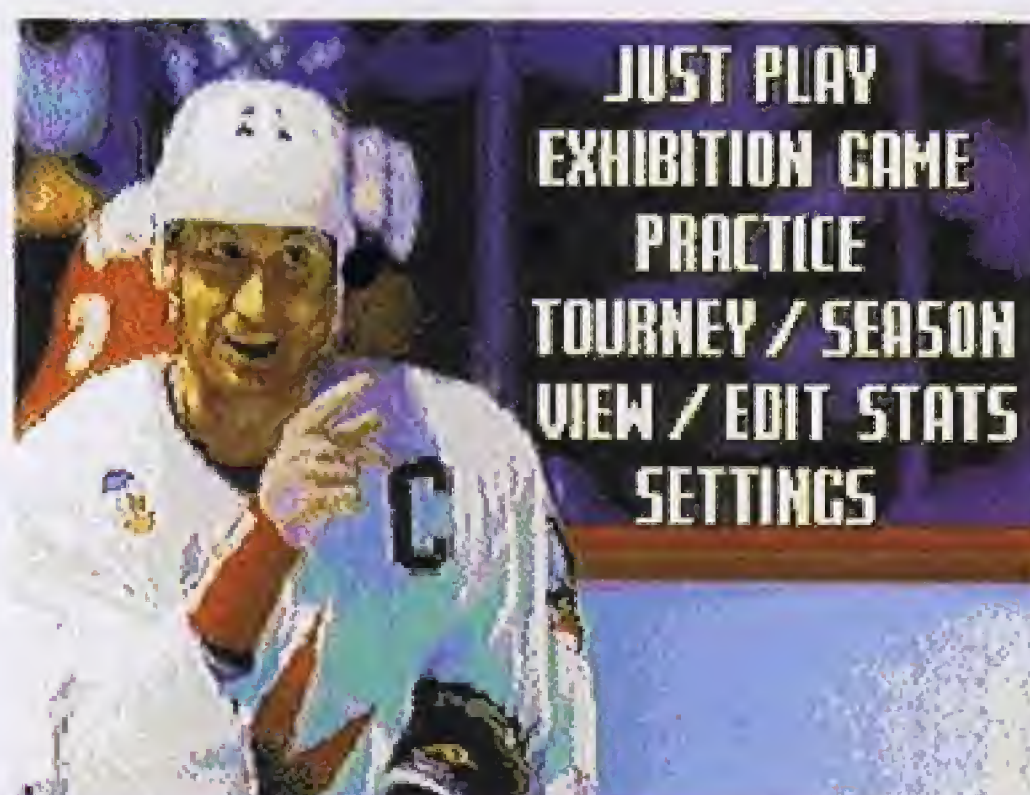 JUST PLAY
EXHIBITION GAME
PRACTICE
TOURNEY / SEASON
VIEW / EDIT STATS
SETTINGS
C